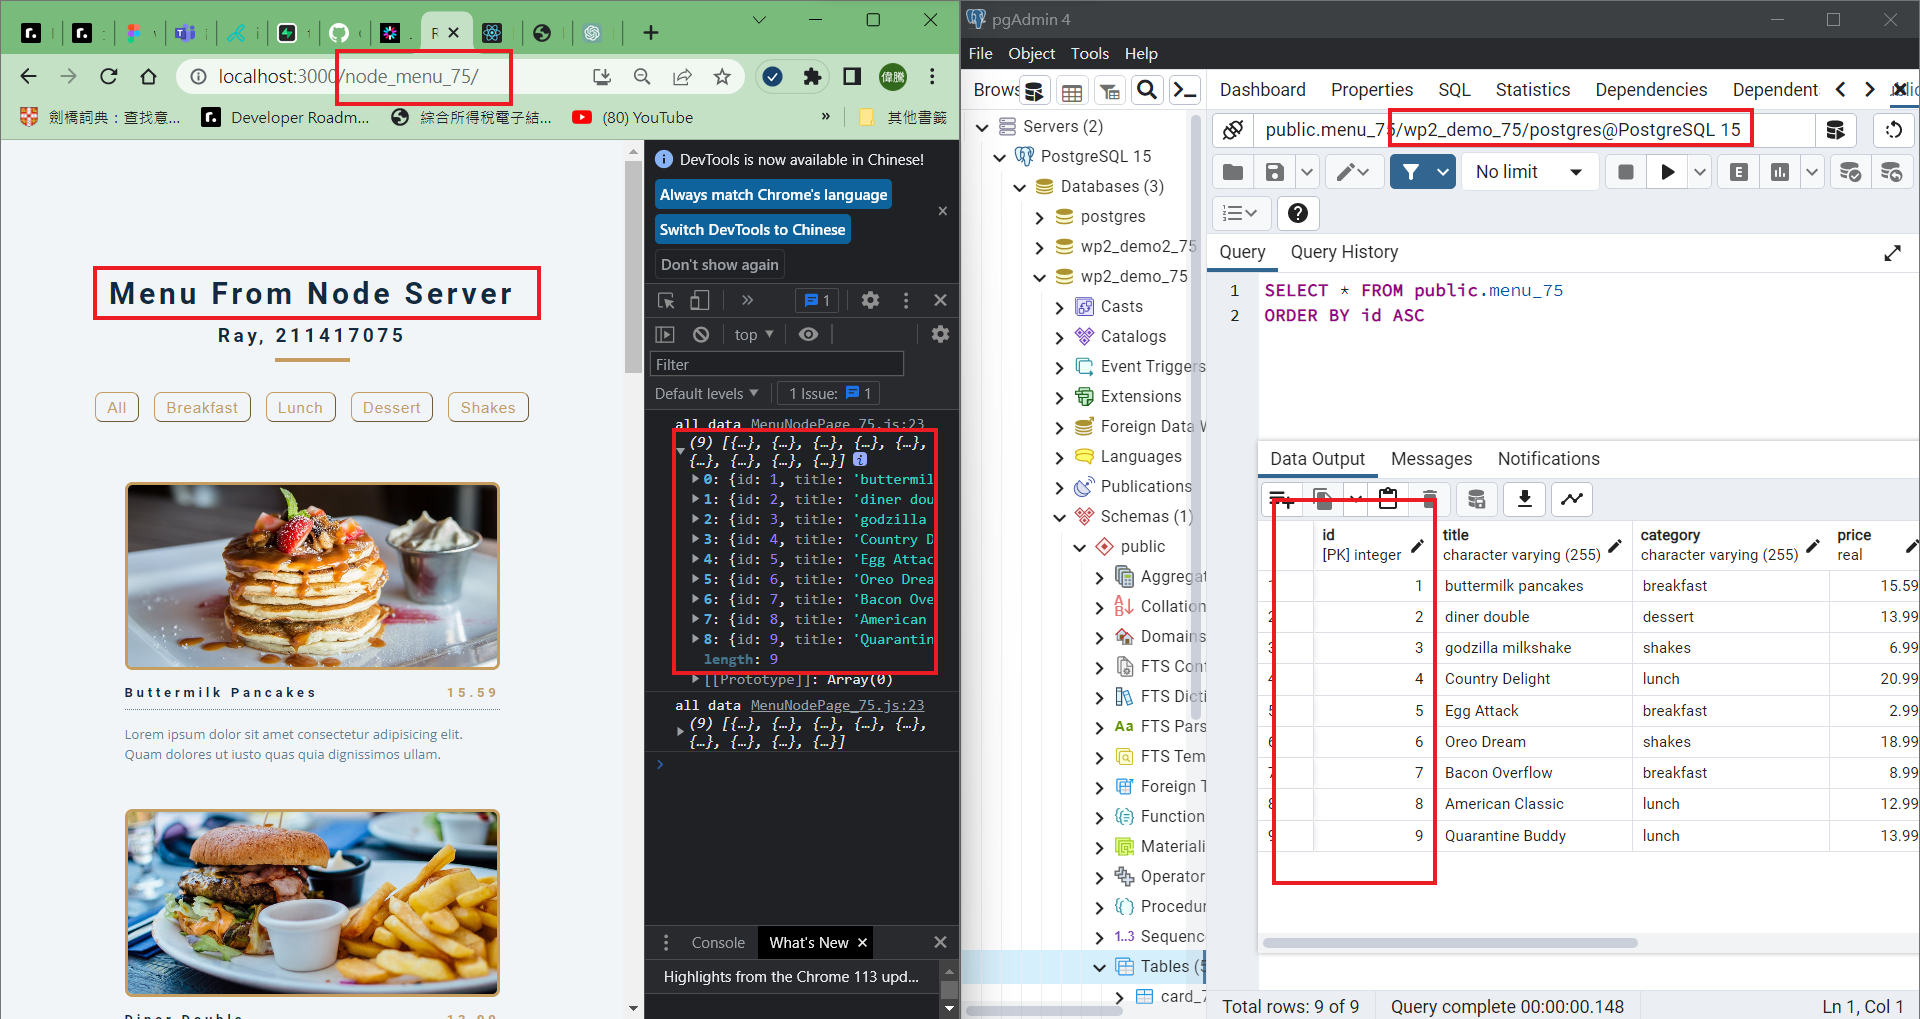 R
localhost:3000/node_menu_75/
偉騰
劍橋詞典：查找意...
Developer Roadm...
綜合所得稅電子結...
(80) YouTube
»
其他書籤
Menu From Node Server
Ray, 211417075
All
Breakfast
Lunch
Dessert
Shakes
Buttermilk Pancakes
15.59
Lorem ipsum dolor sit amet consectetur adipisicing elit.
Quam dolores ut iusto quas quia dignissimos ullam.
Diner Double
13.99
DevTools is now available in Chinese!
Always match Chrome's language
Switch DevTools to Chinese
Don't show again
» 1
top
Filter
Default levels
1 Issue: 1
all data MenuNodePage_75.js:23
(9) [{…}, {…}, {…}, {…}, {…},
{…}, {…}, {…}, {…}]
0: {id: 1, title: 'buttermil
1: {id: 2, title: 'diner dou
2: {id: 3, title: 'godzilla
3: {id: 4, title: 'Country D
4: {id: 5, title: 'Egg Attac
5: {id: 6, title: 'Oreo Drea
6: {id: 7, title: 'Bacon Ove
7: {id: 8, title: 'American
8: {id: 9, title: 'Quarantin
length: 9
[[Prototype]]: Array(0)
all data MenuNodePage_75.js:23
(9) [{…}, {…}, {…}, {…}, {…},
{…}, {…}, {…}, {…}]
Console
What's New
Highlights from the Chrome 113 upd...
pgAdmin 4
File Object Tools Help
Brows
Servers (2)
PostgreSQL 15
Databases (3)
postgres
wp2_demo2_75
wp2_demo_75
Casts
Catalogs
Event Triggers
Extensions
Foreign Data W
Languages
Publications
Schemas (1)
public
Aggregat
Collation
Domains
FTS Conf
FTS Dicti
FTS Pars
FTS Tem
Foreign T
Function
Materiali
Operator
Procedur
Sequenc
Tables (5
card_7
Dashboard Properties SQL Statistics Dependencies Dependent
public.menu_75/wp2_demo_75/postgres@PostgreSQL 15
No limit
E
Query
Query History
1 SELECT * FROM public.menu_75
2 ORDER BY id ASC
Data Output Messages Notifications
id title category price
[PK] integer character varying (255) character varying (255) real
1 1 buttermilk pancakes breakfast 15.59
2 2 diner double dessert 13.99
3 3 godzilla milkshake shakes 6.99
4 4 Country Delight lunch 20.99
5 5 Egg Attack breakfast 2.99
6 6 Oreo Dream shakes 18.99
7 7 Bacon Overflow breakfast 8.99
8 8 American Classic lunch 12.99
9 9 Quarantine Buddy lunch 13.99
Total rows: 9 of 9
Query complete 00:00:00.148
Ln 1, Col 1